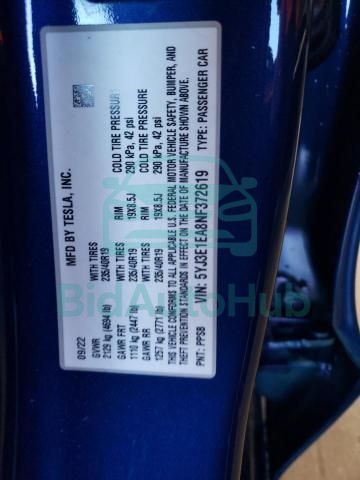 MFD BY TESLA, INC.
09/22
GVWR
2129 kg (4694 lb)
GAWR FRT WITH TIRES RIM COLD TIRE PRESSURE
1110 kg (2447 lb) 235/40R19 19X8.5J 290 kPa, 42 psi
GAWR RR WITH TIRES RIM COLD TIRE PRESSURE
1257 kg (2771 lb) 235/40R19 19X8.5J 290 kPa, 42 psi
THIS VEHICLE CONFORMS TO ALL APPLICABLE U.S. FEDERAL MOTOR VEHICLE SAFETY, BUMPER, AND
THEFT PREVENTION STANDARDS IN EFFECT ON THE DATE OF MANUFACTURE SHOWN ABOVE.
VIN: 5YJ3E1EA8NF372619 TYPE: PASSENGER CAR
PNT: PPSB
BidAutoHub